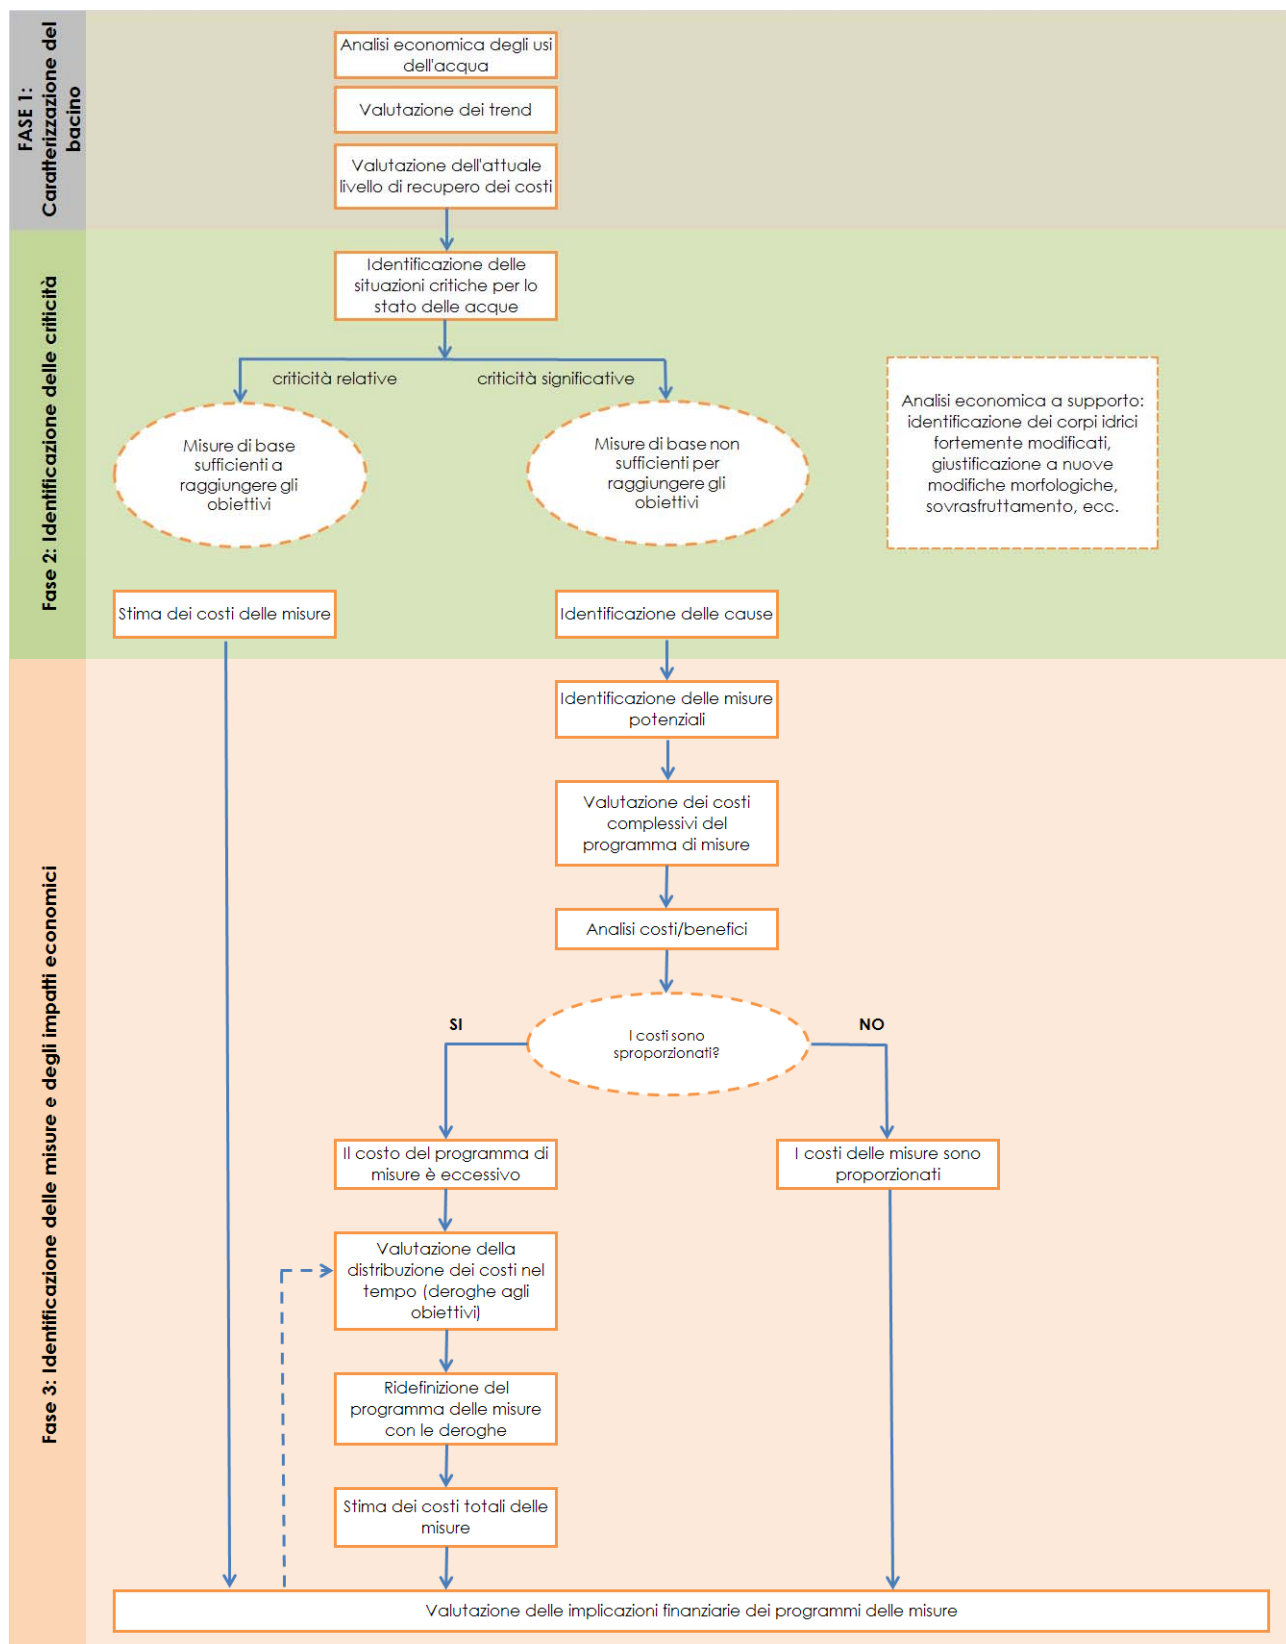 FASE 1:
Caratterizzazione del
bacino
Analisi economica degli usi
dell'acqua
Valutazione dei trend
Valutazione dell'attuale
livello di recupero dei costi
Fase 2: Identificazione delle criticità
Identificazione delle
situazioni critiche per lo
stato delle acque
criticità relative
criticità significative
Misure di base
sufficienti a
raggiungere gli
obiettivi
Misure di base non
sufficienti per
raggiungere gli
obiettivi
Analisi economica a supporto:
identificazione dei corpi idrici
fortemente modificati,
giustificazione a nuove
modifiche morfologiche,
sovrasfruttamento, ecc.
Stima dei costi delle misure
Identificazione delle cause
Fase 3: Identificazione delle misure e degli impatti economici
Identificazione delle misure
potenziali
Valutazione dei costi
complessivi del
programma di misure
Analisi costi/benefici
I costi sono
sproporzionati?
SI
NO
Il costo del programma di
misure è eccessivo
I costi delle misure sono
proporzionati
Valutazione della
distribuzione dei costi nel
tempo (deroghe agli
obiettivi)
Ridefinizione del
programma delle misure
con le deroghe
Stima dei costi totali delle
misure
Valutazione delle implicazioni finanziarie dei programmi delle misure